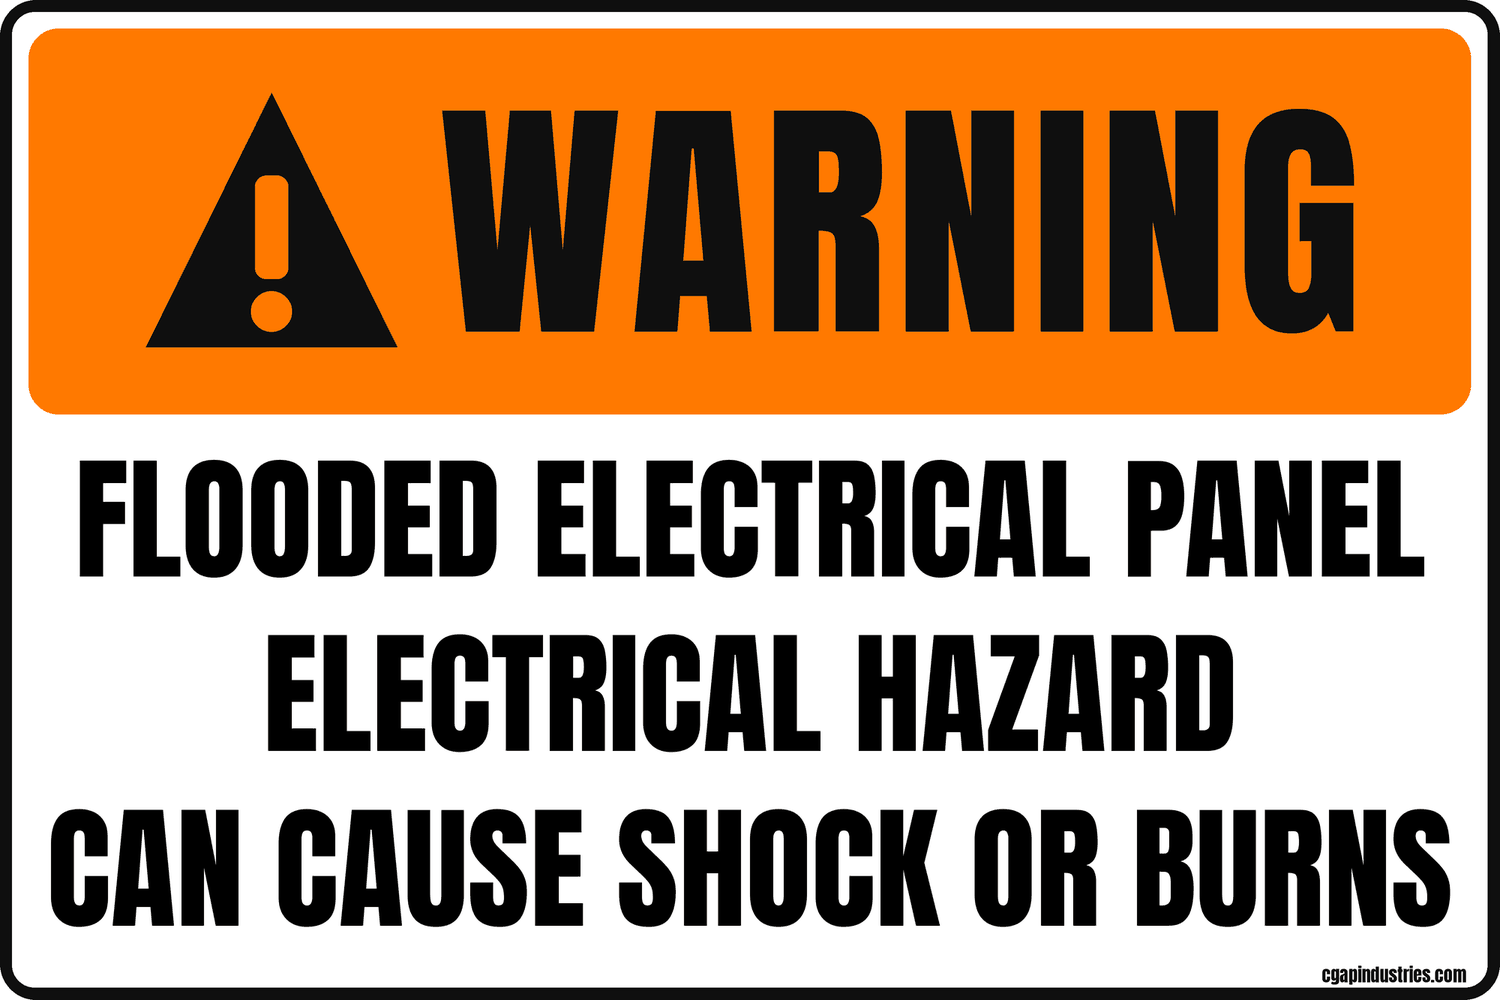 WARNING
FLOODED ELECTRICAL PANEL
ELECTRICAL HAZARD
CAN CAUSE SHOCK OR BURNS
cgapindustries.com